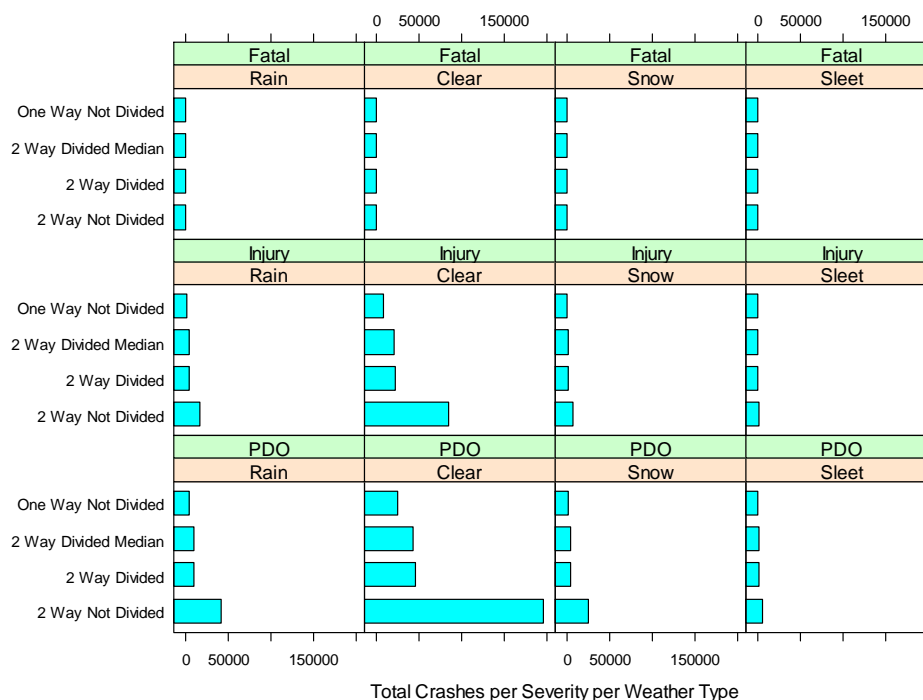 0 50000 150000 0 50000 150000
Fatal Fatal Fatal Fatal
Rain Clear Snow Sleet
One Way Not Divided
2 Way Divided Median
2 Way Divided
2 Way Not Divided
Injury Injury Injury Injury
Rain Clear Snow Sleet
One Way Not Divided
2 Way Divided Median
2 Way Divided
2 Way Not Divided
PDO PDO PDO PDO
Rain Clear Snow Sleet
One Way Not Divided
2 Way Divided Median
2 Way Divided
2 Way Not Divided
0 50000 150000 0 50000 150000
Total Crashes per Severity per Weather Type